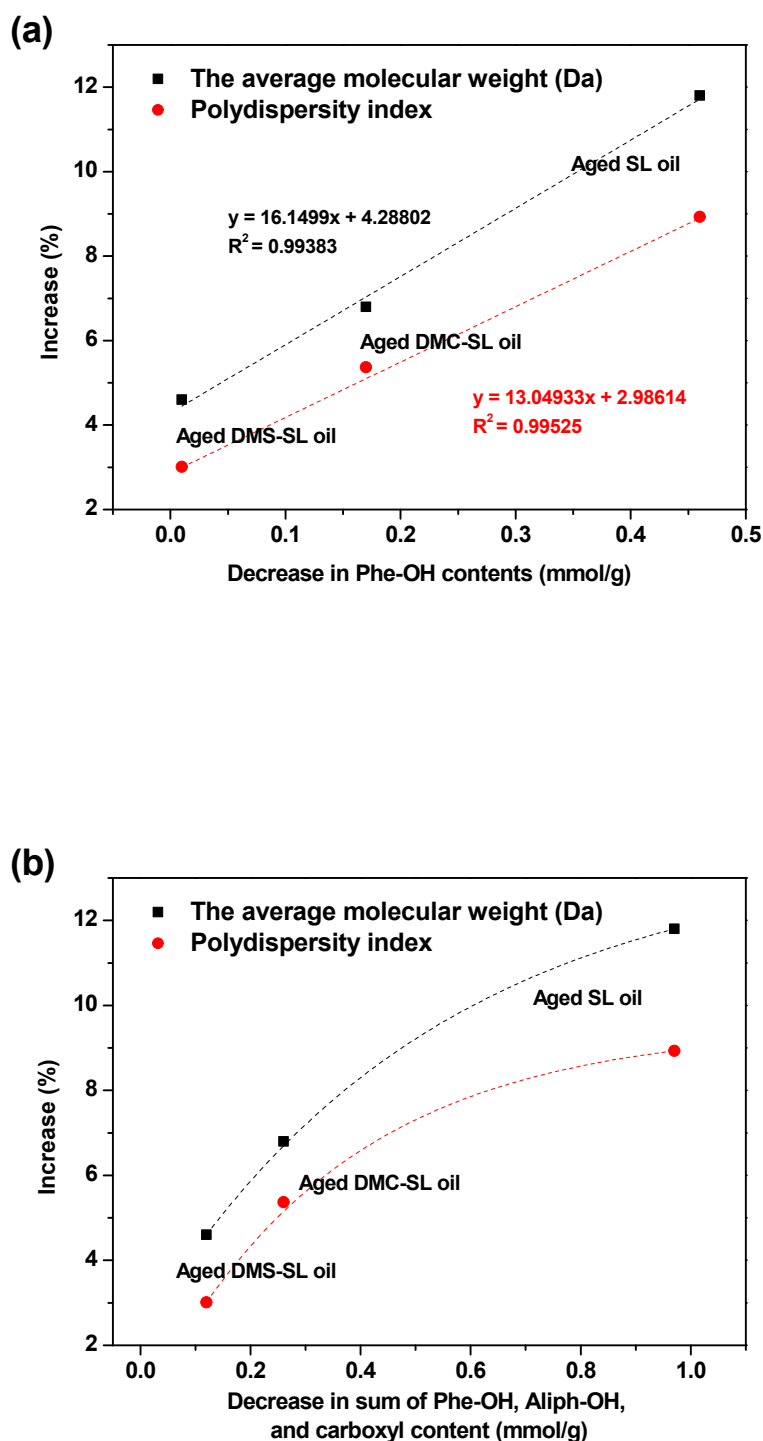 (a)
The average molecular weight (Da)
Polydispersity index
Aged SL oil
y = 16.1499x + 4.28802
R² = 0.99383
Aged DMC-SL oil
y = 13.04933x + 2.98614
R² = 0.99525
Aged DMS-SL oil
12
10
8
6
4
2
Increase (%)
0.0 0.1 0.2 0.3 0.4 0.5
Decrease in Phe-OH contents (mmol/g)
(b)
The average molecular weight (Da)
Polydispersity index
Aged SL oil
Aged DMC-SL oil
Aged DMS-SL oil
12
10
8
6
4
2
Increase (%)
0.0 0.2 0.4 0.6 0.8 1.0
Decrease in sum of Phe-OH, Aliph-OH,
and carboxyl content (mmol/g)